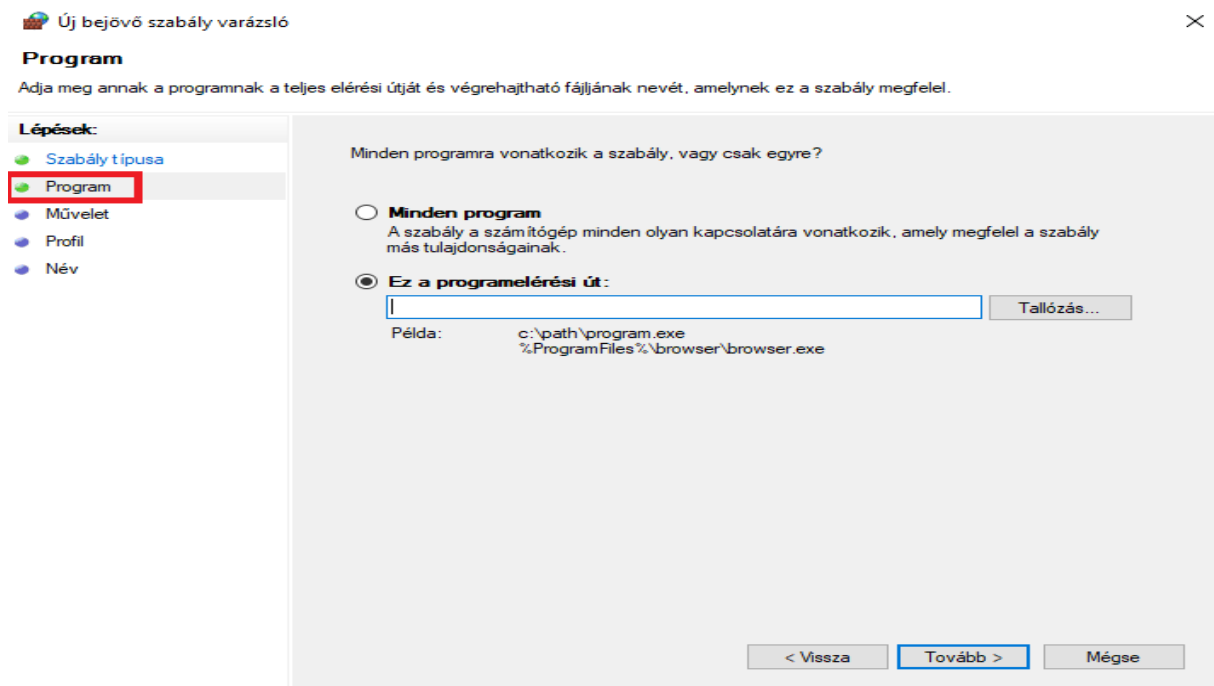 Új bejövő szabály varázsló
Program
Adja meg annak a programnak a teljes elérési útját és végrehajtható fájljának nevét, amelynek ez a szabály megfelel.
Lépések:
Szabály típusa
Program
Művelet
Profil
Név
Minden programra vonatkozik a szabály, vagy csak egyre?
Minden program
A szabály a számítógép minden olyan kapcsolatára vonatkozik, amely megfelel a szabály
más tulajdonságainak.
Ez a programelérési út:
Tallózás...
Példa: c:\path\program.exe
%ProgramFiles%\browser\browser.exe
< Vissza
Tovább >
Mégse